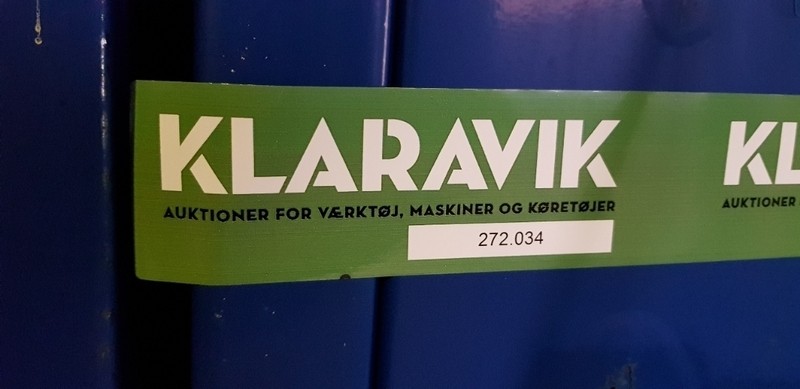 KLARAVIK
AUKTIONER FOR VÆRKTØJ, MASKINER OG KØRETØJER
272.034
KL
AUKTIONER